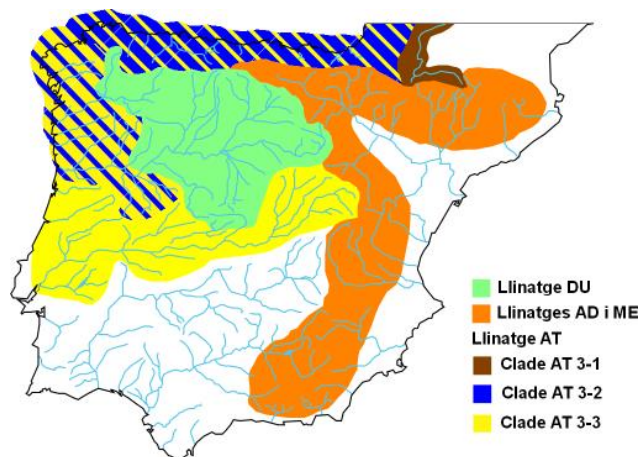 Llinatge DU
Llinatges AD i ME
Llinatge AT
Clade AT 3-1
Clade AT 3-2
Clade AT 3-3